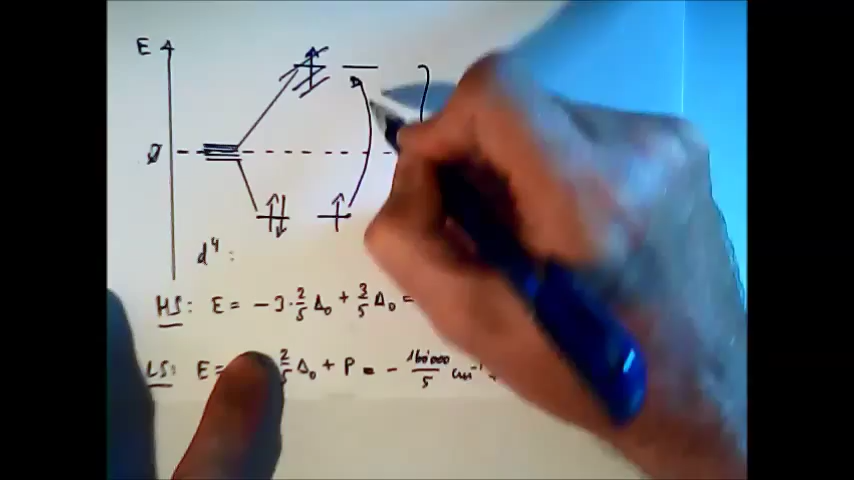 E
0
d⁴:
HS: E = -3·2/5 Δ₀ + 3/5 Δ₀ =
LS: E= 2/5 Δ₀ + P = - 160'000/5 cm⁻¹